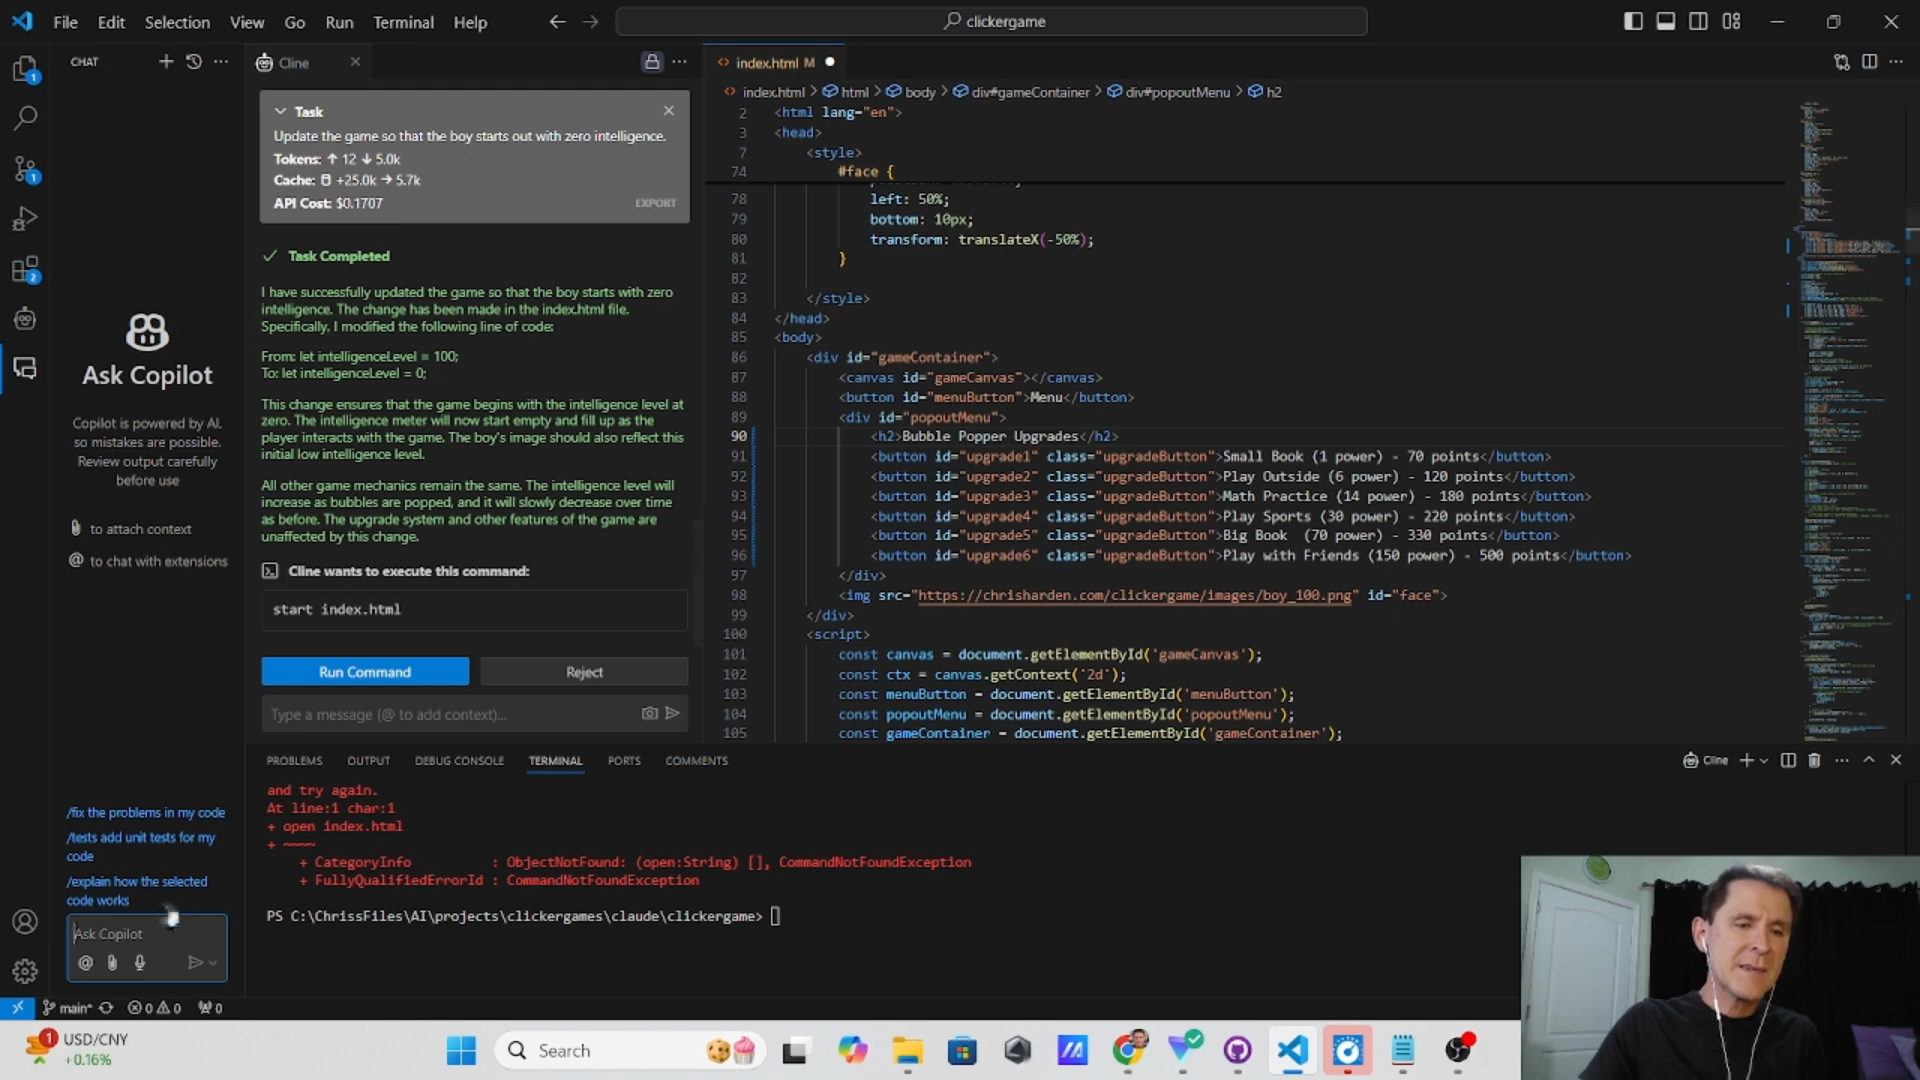 File Edit Selection View Go Run Terminal Help
clickergame
CHAT
Cline
index.html M
Task
Update the game so that the boy starts out with zero intelligence.
Tokens: ↑ 12 ↓ 5.0k
Cache: +25.0k → 5.7k
API Cost: $0.1707
EXPORT
Task Completed
I have successfully updated the game so that the boy starts with zero
intelligence. The change has been made in the index.html file.
Specifically, I modified the following line of code:
From: let intelligenceLevel = 100;
To: let intelligenceLevel = 0;
This change ensures that the game begins with the intelligence level at
zero. The intelligence meter will now start empty and fill up as the
player interacts with the game. The boy's image should also reflect this
initial low intelligence level.
All other game mechanics remain the same. The intelligence level will
increase as bubbles are popped, and it will slowly decrease over time
as before. The upgrade system and other features of the game are
unaffected by this change.
Cline wants to execute this command:
start index.html
Run Command
Reject
Type a message (@ to add context)...
Ask Copilot
Copilot is powered by AI,
so mistakes are possible.
Review output carefully
before use
to attach context
@ to chat with extensions
/fix the problems in my code
/tests add unit tests for my
code
/explain how the selected
code works
Ask Copilot
index.html > html > body > div#gameContainer > div#popoutMenu > h2
2 <html lang="en">
3 <head>
7 <style>
74 #face {
78 left: 50%;
79 bottom: 10px;
80 transform: translateX(-50%);
81 }
82
83 </style>
84 </head>
85 <body>
86 <div id="gameContainer">
87 <canvas id="gameCanvas"></canvas>
88 <button id="menuButton">Menu</button>
89 <div id="popoutMenu">
90 <h2>Bubble Popper Upgrades</h2>
91 <button id="upgrade1" class="upgradeButton">Small Book (1 power) - 70 points</button>
92 <button id="upgrade2" class="upgradeButton">Play Outside (6 power) - 120 points</button>
93 <button id="upgrade3" class="upgradeButton">Math Practice (14 power) - 180 points</button>
94 <button id="upgrade4" class="upgradeButton">Play Sports (30 power) - 220 points</button>
95 <button id="upgrade5" class="upgradeButton">Big Book  (70 power) - 330 points</button>
96 <button id="upgrade6" class="upgradeButton">Play with Friends (150 power) - 500 points</button>
97 </div>
98 <img src="https://chrisharden.com/clickergame/images/boy_100.png" id="face">
99 </div>
100 <script>
101 const canvas = document.getElementById('gameCanvas');
102 const ctx = canvas.getContext('2d');
103 const menuButton = document.getElementById('menuButton');
104 const popoutMenu = document.getElementById('popoutMenu');
105 const gameContainer = document.getElementById('gameContainer');
PROBLEMS OUTPUT DEBUG CONSOLE TERMINAL PORTS COMMENTS
Cline
and try again.
At line:1 char:1
+ open index.html
+ ~~~~
+ CategoryInfo : ObjectNotFound: (open:String) [], CommandNotFoundException
+ FullyQualifiedErrorId : CommandNotFoundException
PS C:\ChrissFiles\AI\projects\clickergames\claude\clickergame>
main* 0 0 0
1 USD/CNY
+0.16%
Search